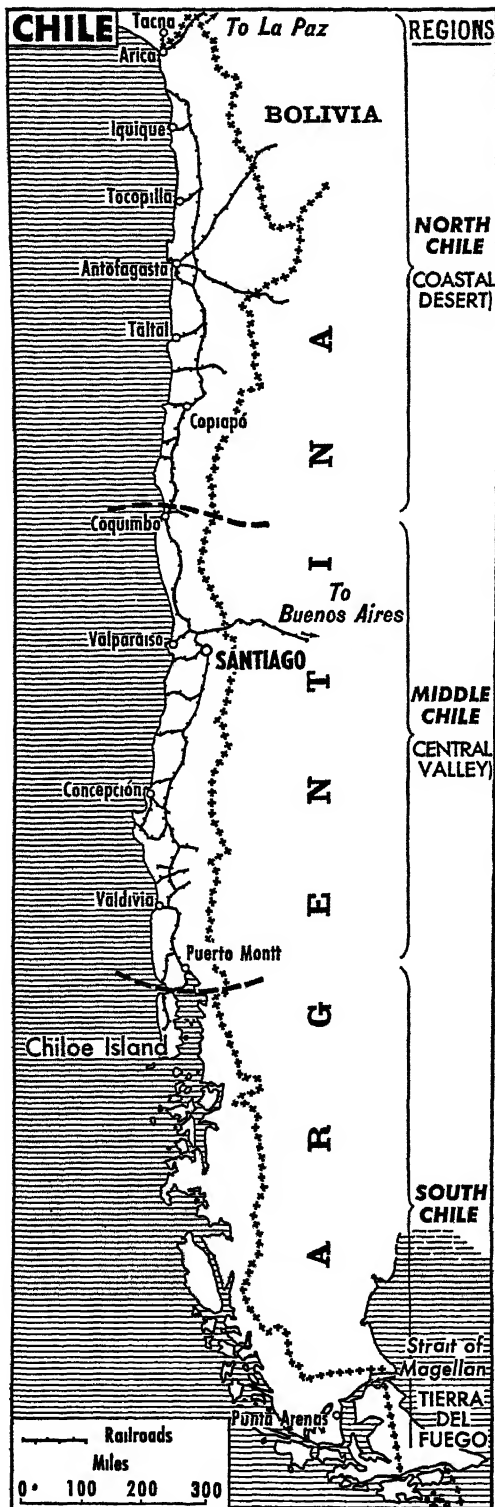 CHILE
REGIONS
Tacna
To La Paz
Arica
BOLIVIA
Iquique
Tocopilla
NORTH
CHILE
(COASTAL
DESERT)
Antofagasta
Taltal
Copiapó
Coquimbo
To
Buenos Aires
Valparaiso
SANTIAGO
MIDDLE
CHILE
(CENTRAL
VALLEY)
Concepción
Valdivia
Puerto Montt
Chiloe Island
ARGENTINA
SOUTH
CHILE
Strait of
Magellan
TIERRA
DEL
FUEGO
Punta Arenas
Railroads
Miles
0 100 200 300